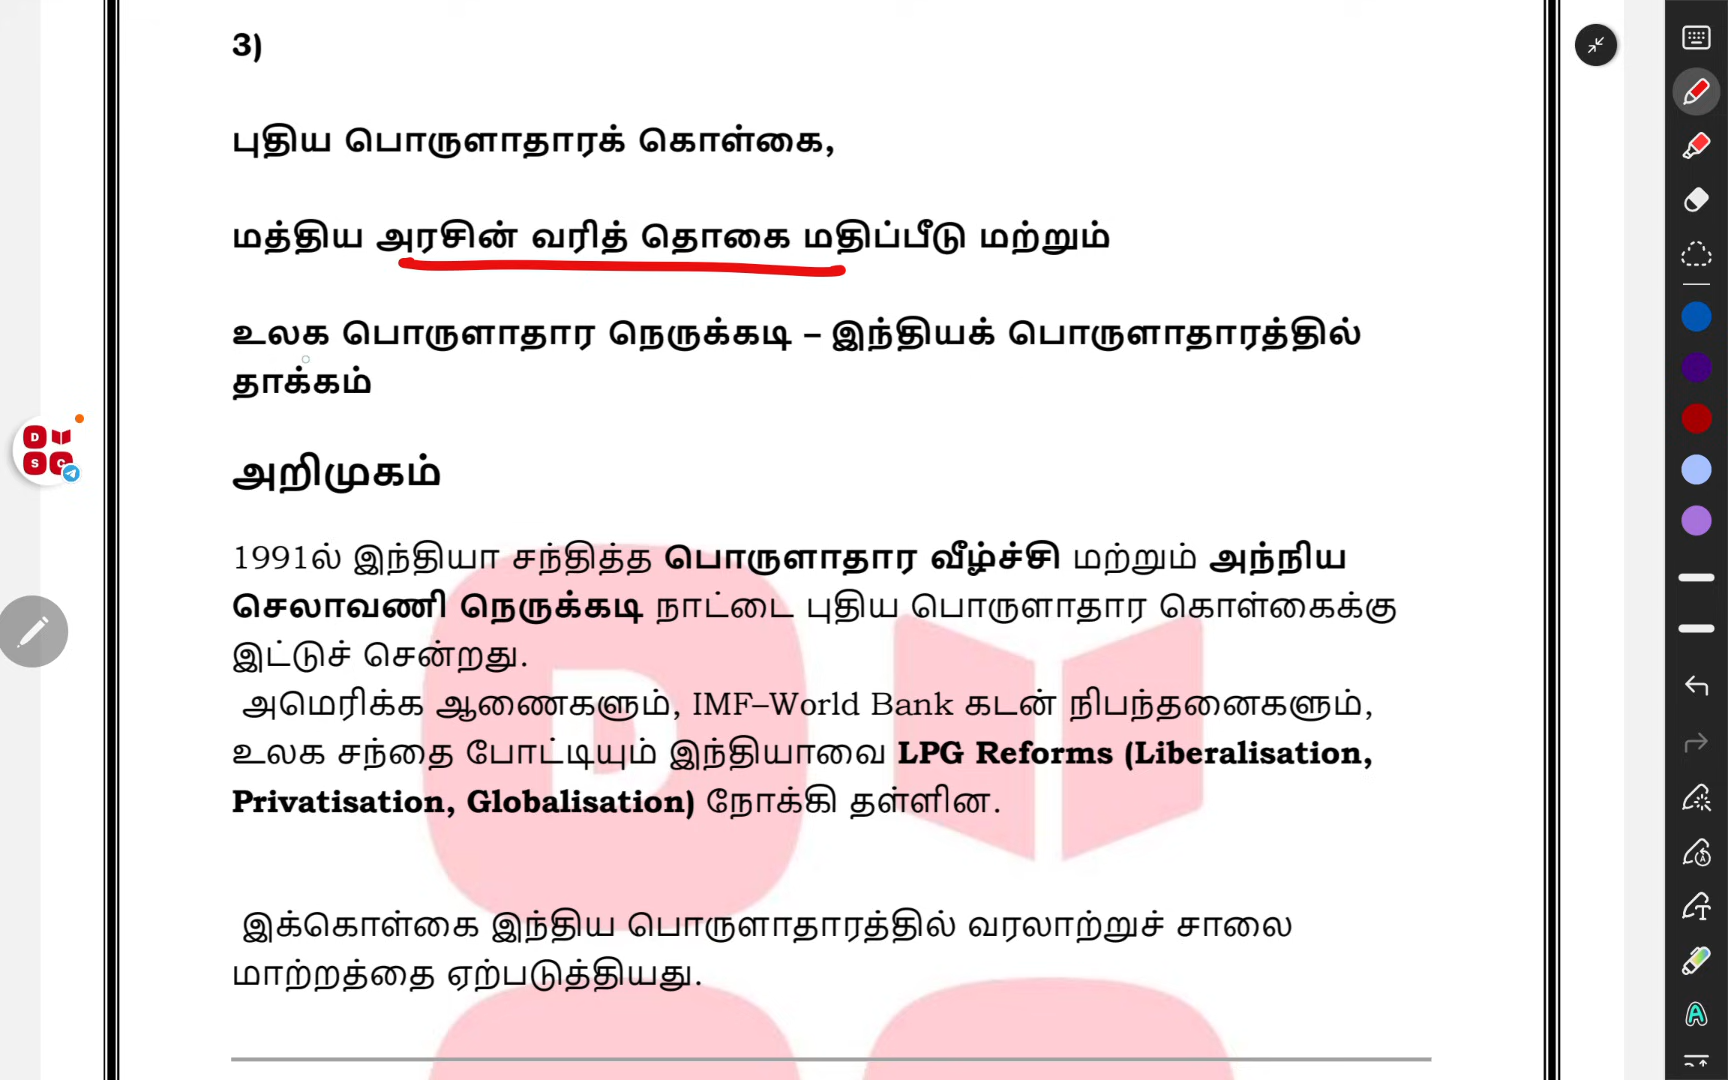 3)
புதிய பொருளாதாரக் கொள்கை,
மத்திய அரசின் வரித் தொகை மதிப்பீடு மற்றும்
உலக பொருளாதார நெருக்கடி – இந்தியக் பொருளாதாரத்தில்
தாக்கம்
அறிமுகம்
1991ல் இந்தியா சந்தித்த பொருளாதார வீழ்ச்சி மற்றும் அந்நிய
செலாவணி நெருக்கடி நாட்டை புதிய பொருளாதார கொள்கைக்கு
இட்டுச் சென்றது.
அமெரிக்க ஆணைகளும், IMF–World Bank கடன் நிபந்தனைகளும்,
உலக சந்தை போட்டியும் இந்தியாவை LPG Reforms (Liberalisation,
Privatisation, Globalisation) நோக்கி தள்ளின.
இக்கொள்கை இந்திய பொருளாதாரத்தில் வரலாற்றுச் சாலை
மாற்றத்தை ஏற்படுத்தியது.
D
S C
D